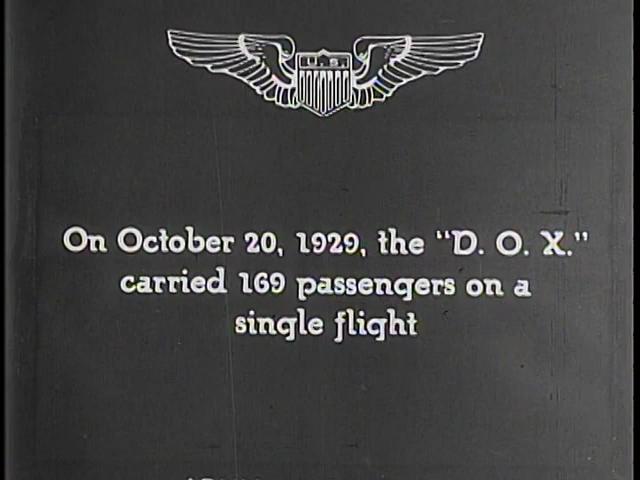 U.S.
On October 20, 1929, the "D. O. X."
carried 169 passengers on a
single flight